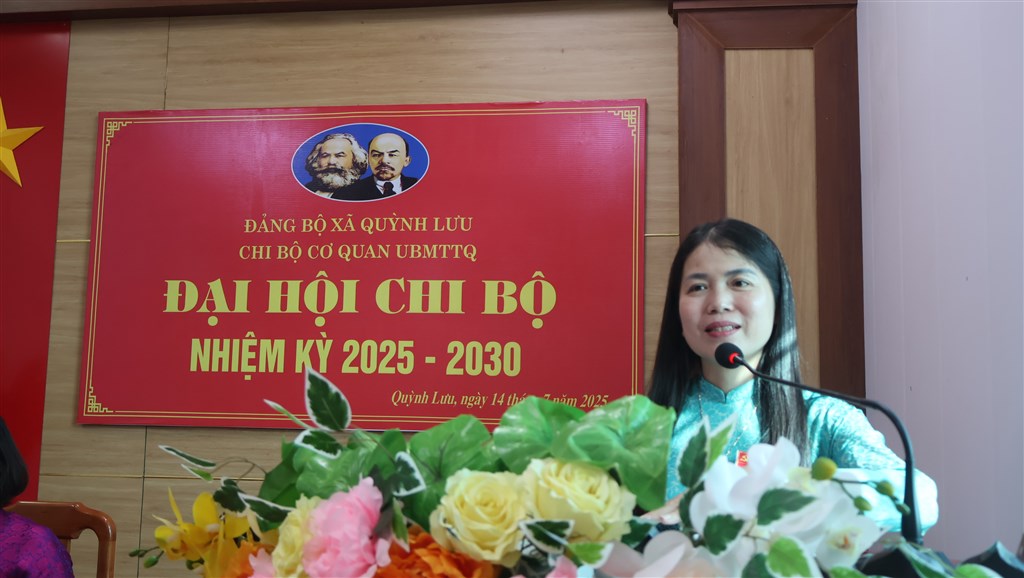 ĐẢNG BỘ XÃ QUỲNH LƯU
CHI BỘ CƠ QUAN UBMTTQ
ĐẠI HỘI CHI BỘ
NHIỆM KỲ 2025 - 2030
Quỳnh Lưu, ngày 14 năm 2025